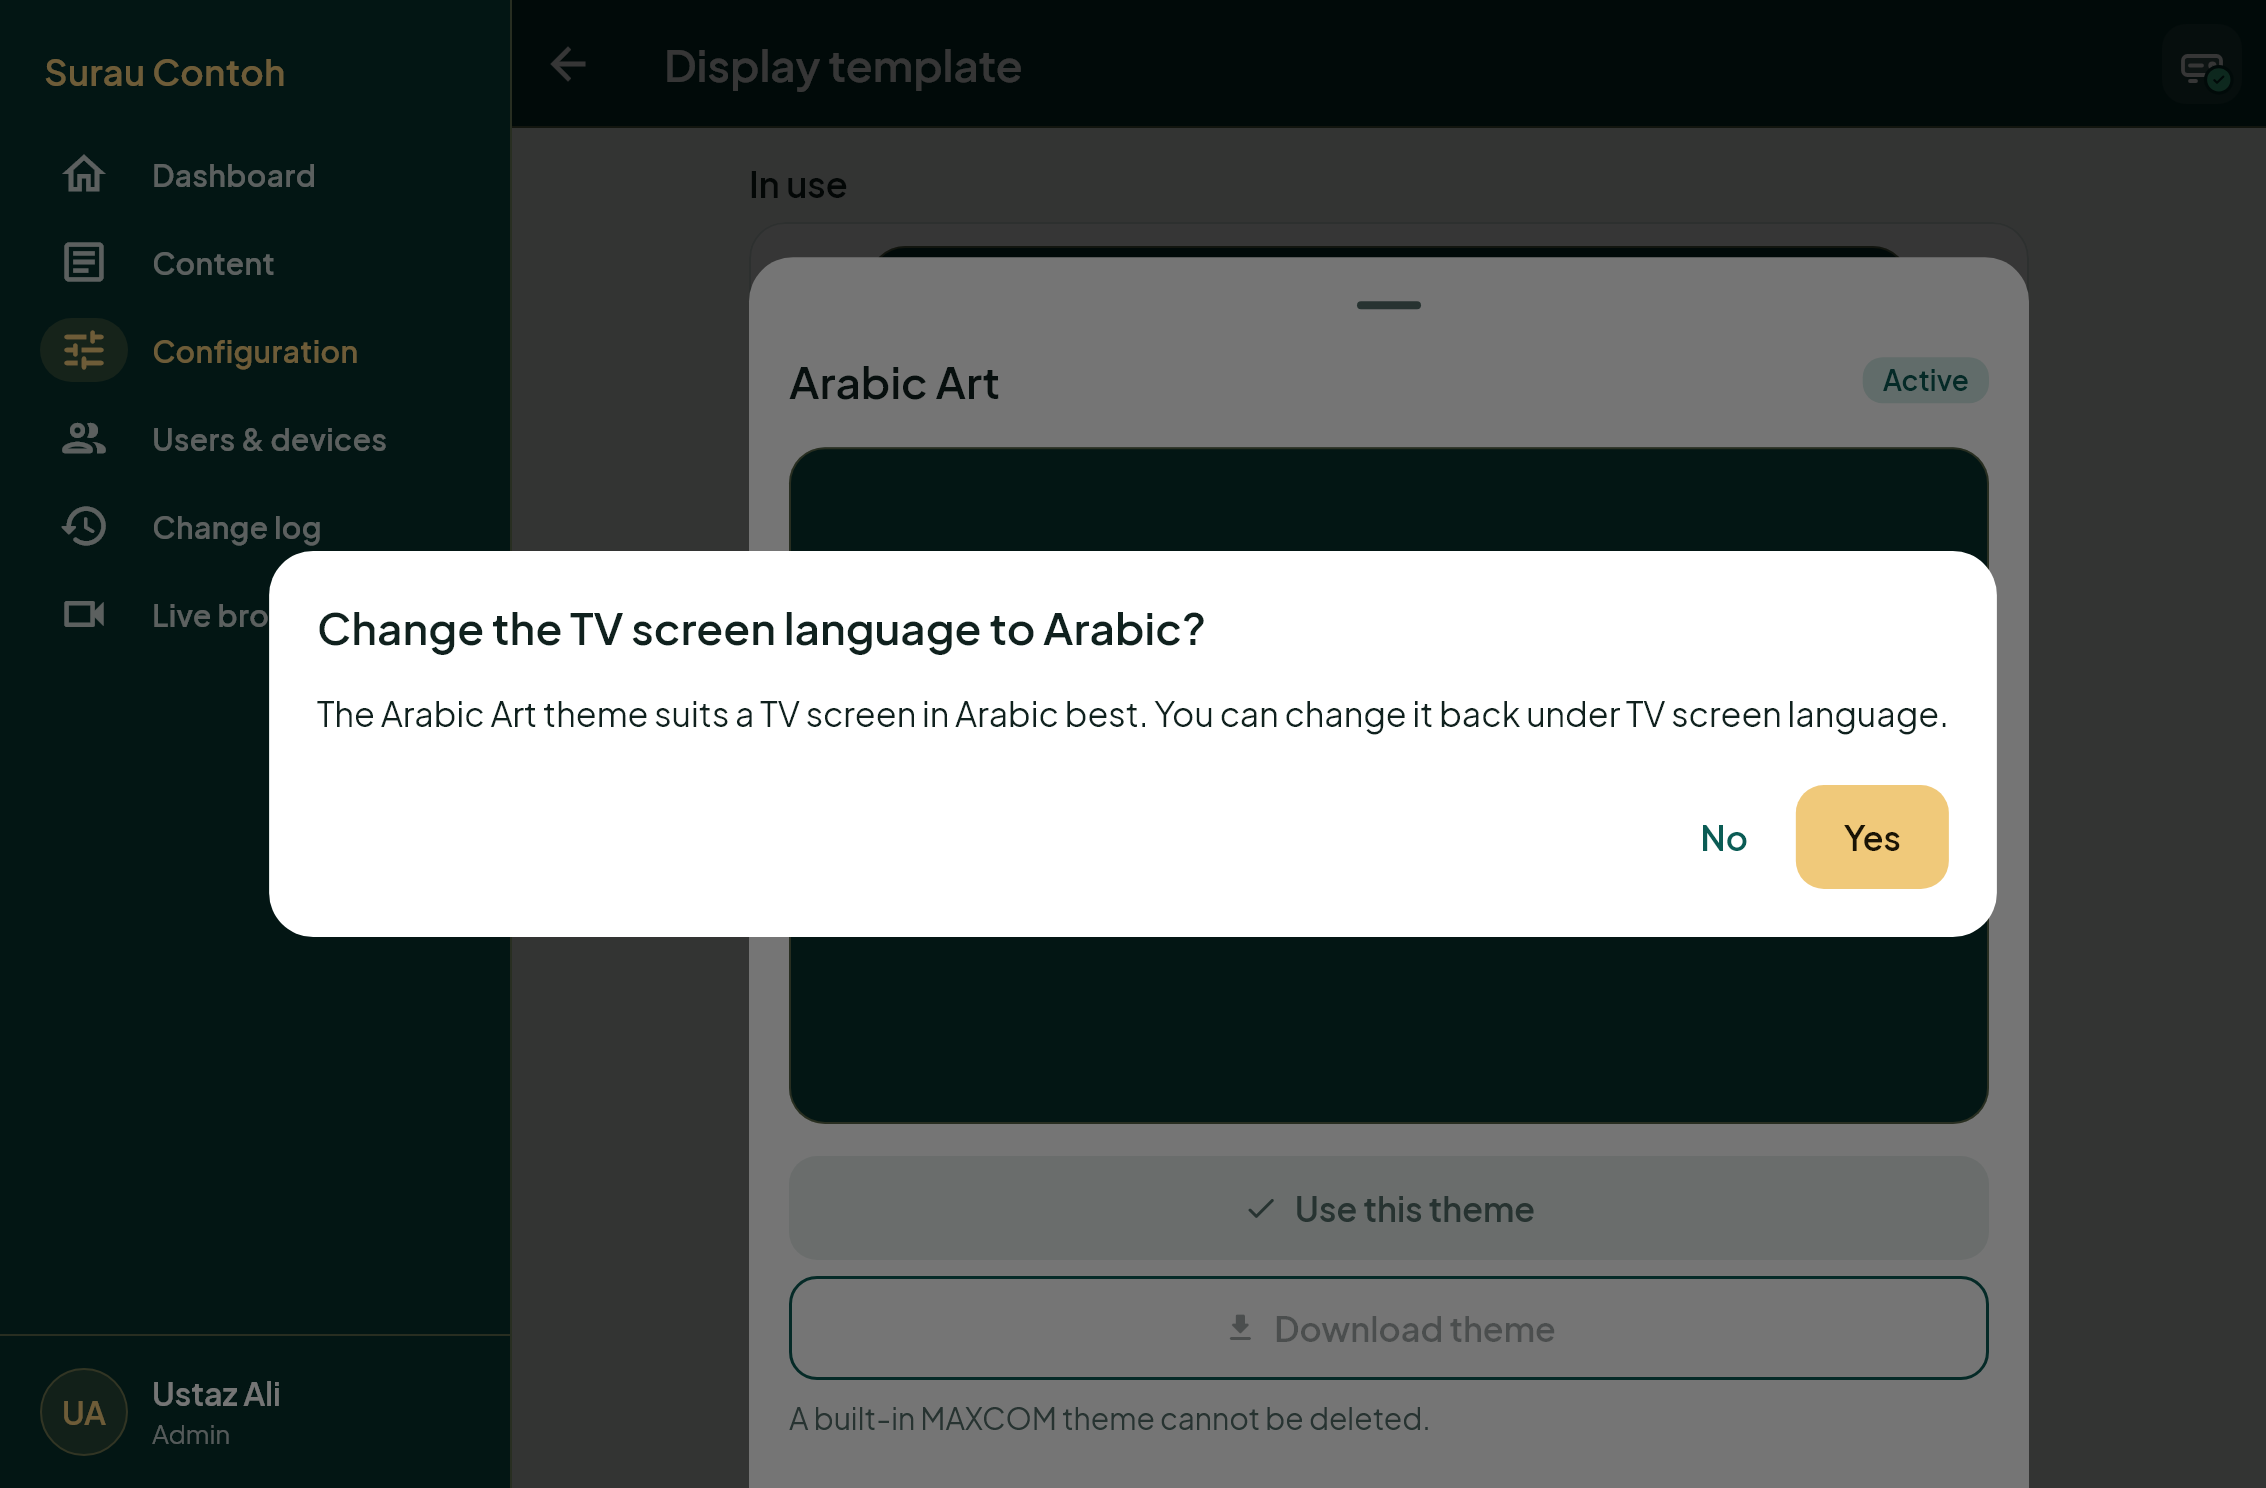 Surau Contoh
Display template
Dashboard
Content
Configuration
Users & devices
Change log
Live bro
In use
Arabic Art
Active
Change the TV screen language to Arabic?
The Arabic Art theme suits a TV screen in Arabic best. You can change it back under TV screen language.
No
Yes
Use this theme
Download theme
A built-in MAXCOM theme cannot be deleted.
UA
Ustaz Ali
Admin